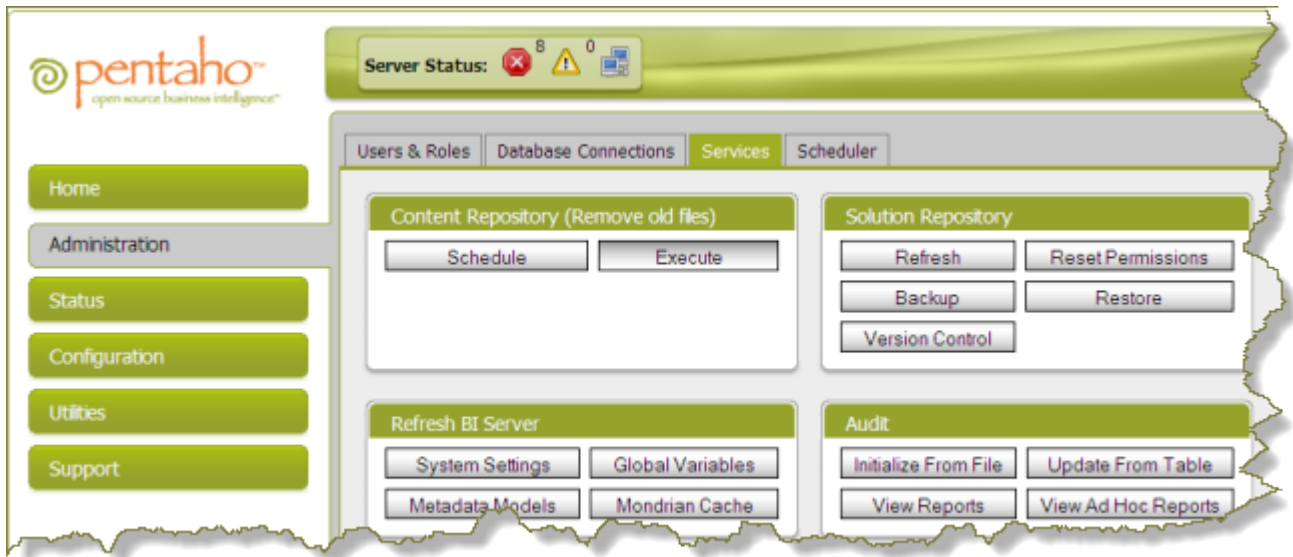 pentaho™
open source business intelligence™
Server Status: 8 0
Users & Roles Database Connections Services Scheduler
Home
Administration
Status
Configuration
Utilities
Support
Content Repository (Remove old files)
Schedule Execute
Solution Repository
Refresh Reset Permissions
Backup Restore
Version Control
Refresh BI Server
System Settings Global Variables
Metadata Models Mondrian Cache
Audit
Initialize From File Update From Table
View Reports View Ad Hoc Reports